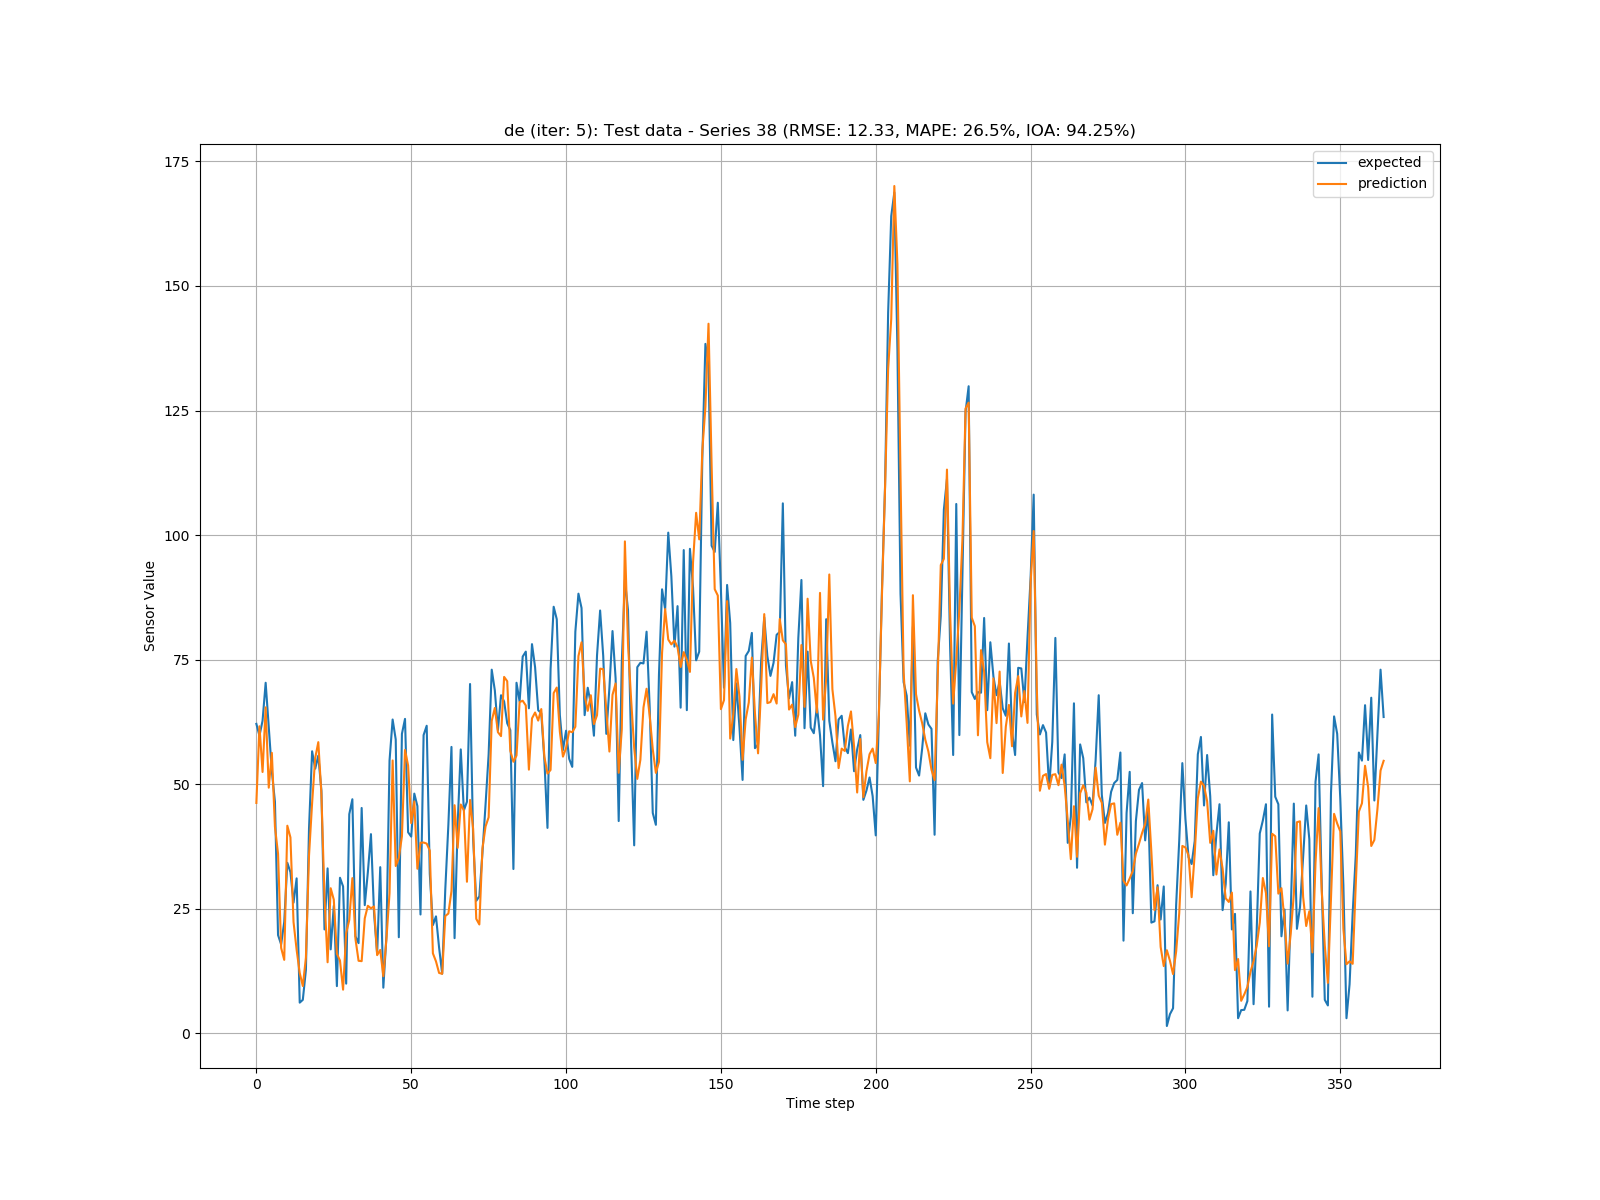 de (iter: 5): Test data - Series 38 (RMSE: 12.33, MAPE: 26.5%, IOA: 94.25%)
expected
prediction
175
150
125
100
75
50
25
0
Sensor Value
0 50 100 150 200 250 300 350
Time step